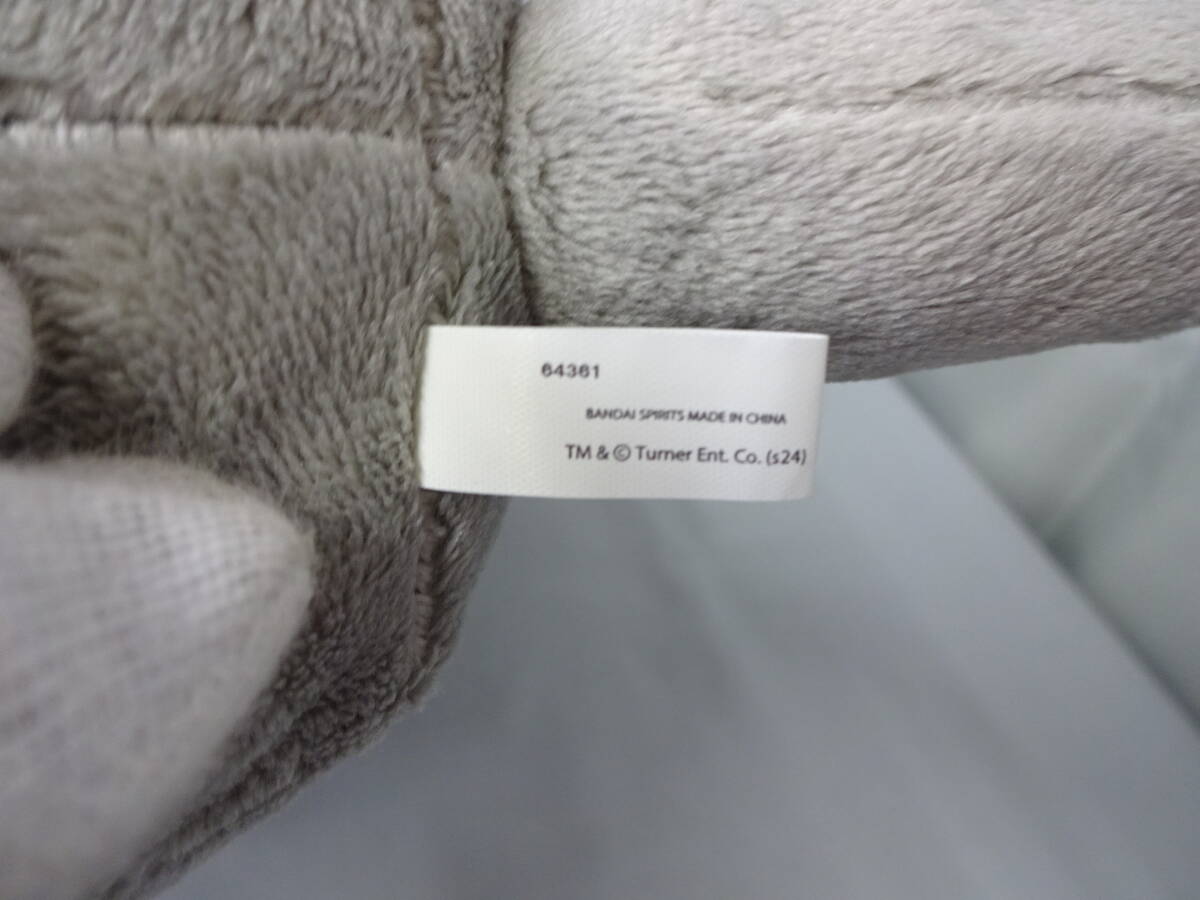 64361
BANDAI SPIRITS MADE IN CHINA
TM & © Turner Ent. Co. (s24)